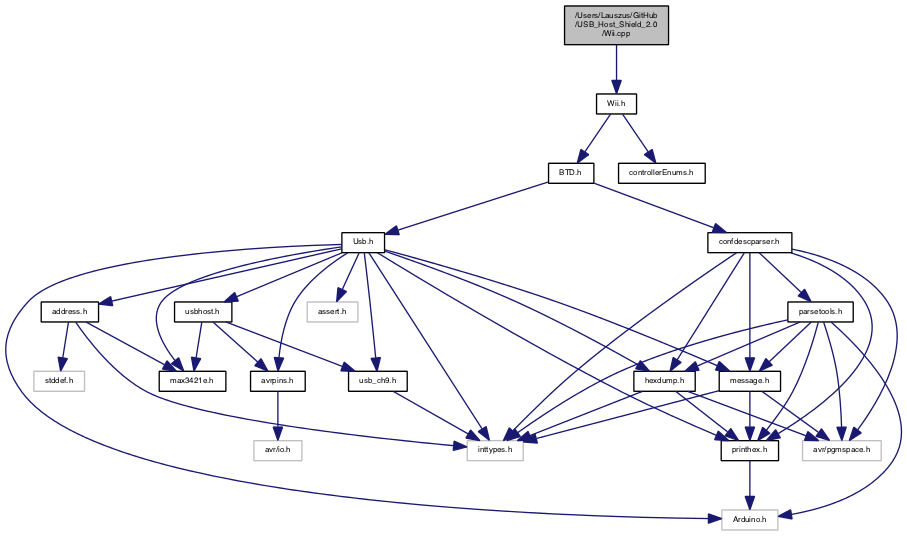 /Users/Lauszus/GitHub
/USB_Host_Shield_2.0
/Wii.cpp
Wii.h
BTD.h
controllerEnums.h
Usb.h
confdescparser.h
address.h
usbhost.h
assert.h
parsetools.h
stddef.h
max3421e.h
avrpins.h
usb_ch9.h
hexdump.h
message.h
avr/io.h
inttypes.h
printhex.h
avr/pgmspace.h
Arduino.h